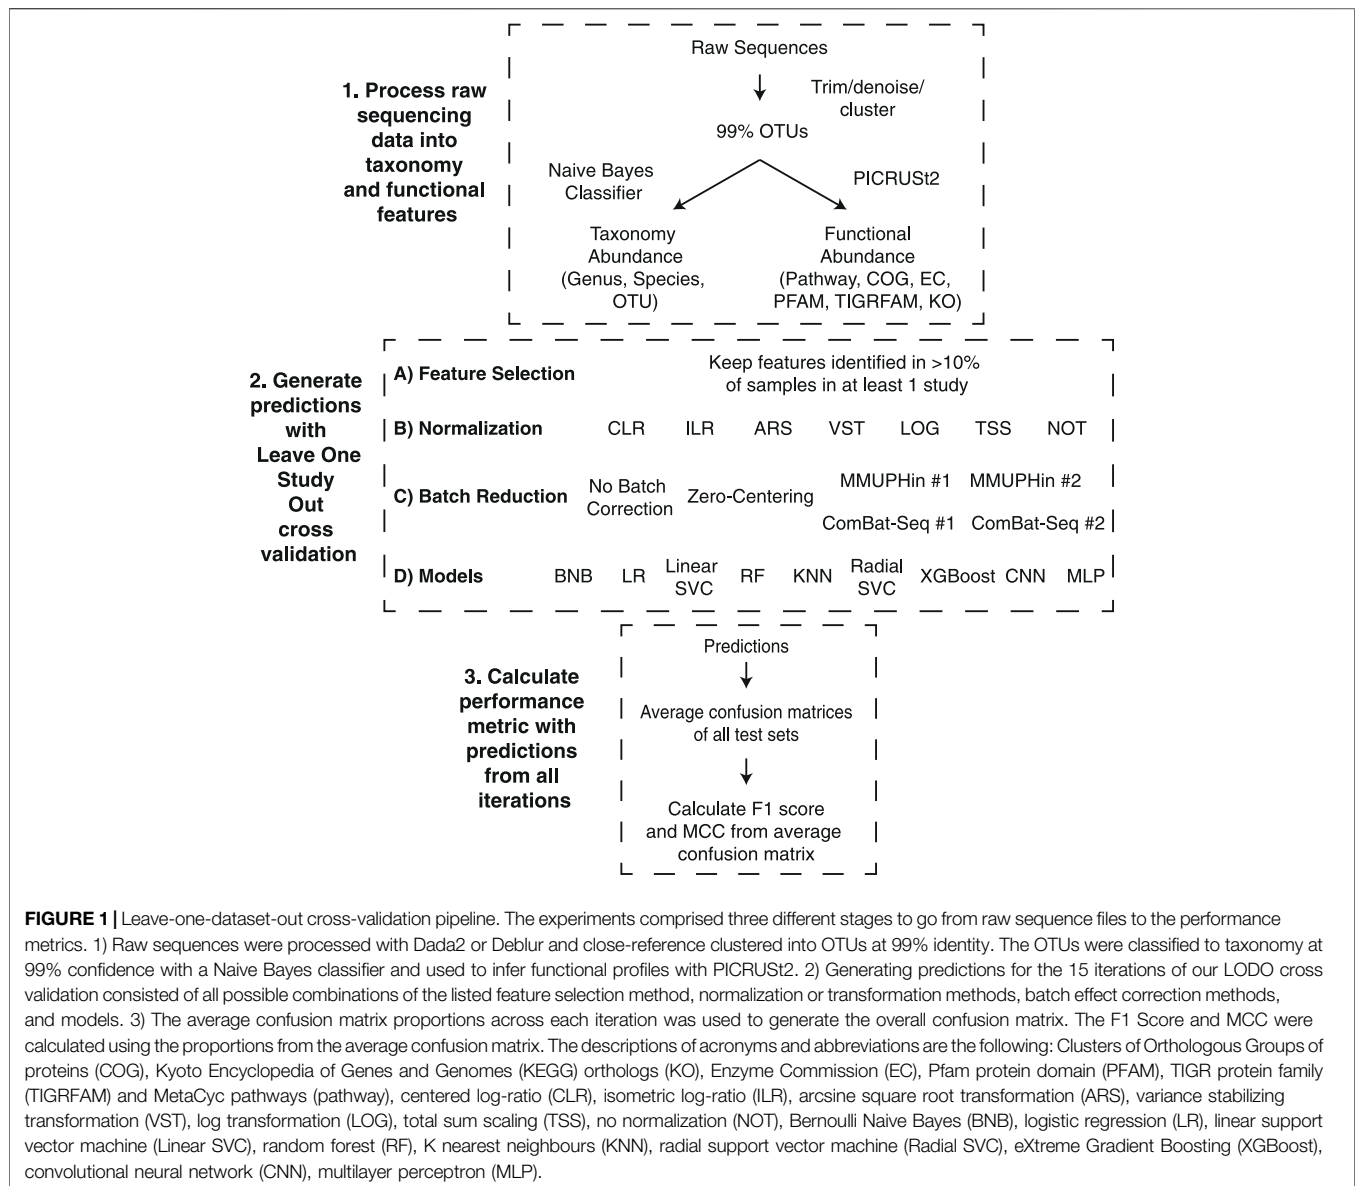 Raw Sequences
1. Process raw
sequencing
data into
taxonomy
and functional
features
Trim/denoise/
cluster
99% OTUs
Naive Bayes
Classifier
PICRUSt2
Taxonomy
Abundance
(Genus, Species,
OTU)
Functional
Abundance
(Pathway, COG, EC,
PFAM, TIGRFAM, KO)
2. Generate
predictions
with
Leave One
Study
Out
cross
validation
A) Feature Selection
Keep features identified in >10%
of samples in at least 1 study
B) Normalization CLR ILR ARS VST LOG TSS NOT
C) Batch Reduction
No Batch
Correction
Zero-Centering
MMUPHin #1 MMUPHin #2
ComBat-Seq #1 ComBat-Seq #2
D) Models
BNB
LR
Linear
SVC
RF
KNN
Radial
SVC
XGBoost
CNN
MLP
3. Calculate
performance
metric with
predictions
from all
iterations
Predictions
Average confusion matrices
of all test sets
Calculate F1 score
and MCC from average
confusion matrix
FIGURE 1 | Leave-one-dataset-out cross-validation pipeline. The experiments comprised three different stages to go from raw sequence files to the performance
metrics. 1) Raw sequences were processed with Dada2 or Deblur and close-reference clustered into OTUs at 99% identity. The OTUs were classified to taxonomy at
99% confidence with a Naive Bayes classifier and used to infer functional profiles with PICRUSt2. 2) Generating predictions for the 15 iterations of our LODO cross
validation consisted of all possible combinations of the listed feature selection method, normalization or transformation methods, batch effect correction methods,
and models. 3) The average confusion matrix proportions across each iteration was used to generate the overall confusion matrix. The F1 Score and MCC were
calculated using the proportions from the average confusion matrix. The descriptions of acronyms and abbreviations are the following: Clusters of Orthologous Groups of
proteins (COG), Kyoto Encyclopedia of Genes and Genomes (KEGG) orthologs (KO), Enzyme Commission (EC), Pfam protein domain (PFAM), TIGR protein family
(TIGRFAM) and MetaCyc pathways (pathway), centered log-ratio (CLR), isometric log-ratio (ILR), arcsine square root transformation (ARS), variance stabilizing
transformation (VST), log transformation (LOG), total sum scaling (TSS), no normalization (NOT), Bernoulli Naive Bayes (BNB), logistic regression (LR), linear support
vector machine (Linear SVC), random forest (RF), K nearest neighbours (KNN), radial support vector machine (Radial SVC), eXtreme Gradient Boosting (XGBoost),
convolutional neural network (CNN), multilayer perceptron (MLP).